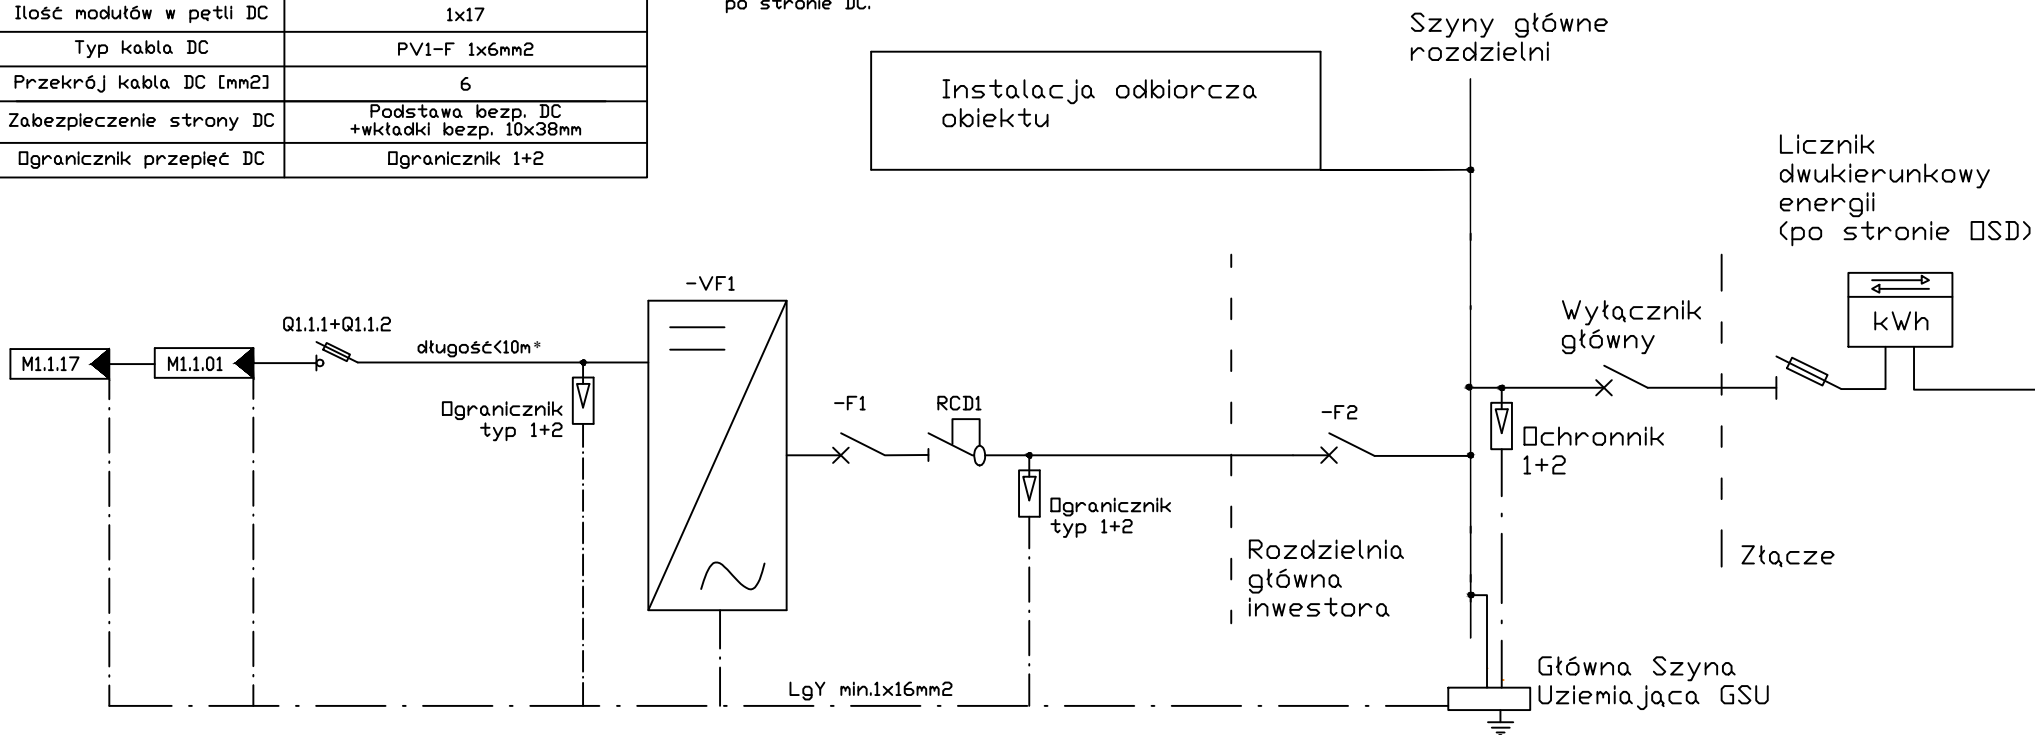 Ilość modułów w pętli DC 1x17
po stronie DC.
Typ kabla DC PV1-F 1x6mm2
Przekrój kabla DC [mm2] 6
Zabezpieczenie strony DC Podstawa bezp. DC
+wkładki bezp. 10x38mm
Ogranicznik przepięć DC Ogranicznik 1+2
Instalacja odbiorcza
obiektu
Szyny główne
rozdzielni
Licznik
dwukierunkowy
energii
(po stronie OSD)
kWh
Wyłącznik
główny
-VF1
Q1.1.1+Q1.1.2
długość<10m*
M1.1.17
M1.1.01
Ogranicznik
typ 1+2
-F1
RCD1
-F2
Ochronnik
1+2
Ogranicznik
typ 1+2
Rozdzielnia
główna
inwestora
Złącze
LgY min.1x16mm2
Główna Szyna
Uziemiająca GSU